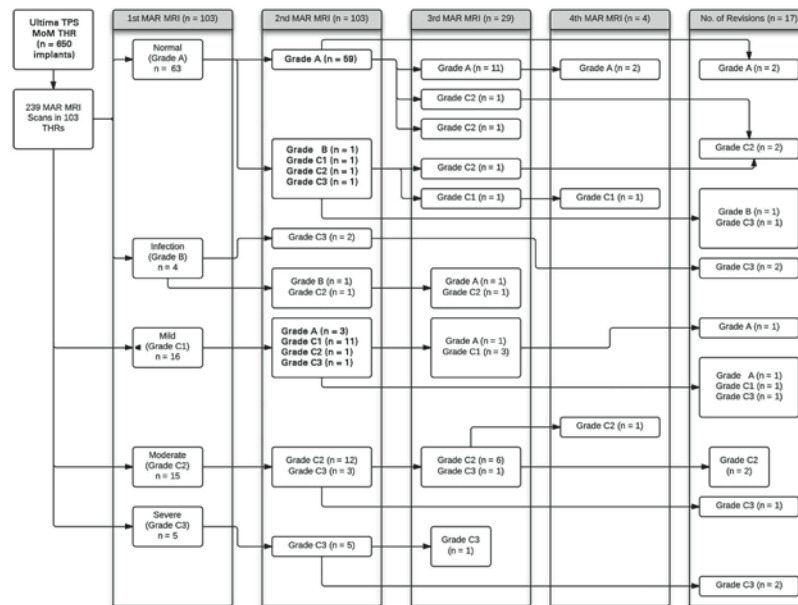 Ultima TPS
MoM THR
(n = 650
implants)
239 MAR MRI
Scans in 103
THRs
1st MAR MRI (n = 103)
Normal
(Grade A)
n = 63
Infection
(Grade B)
n = 4
Mild
(Grade C1)
n = 16
Moderate
(Grade C2)
n = 15
Severe
(Grade C3)
n = 5
2nd MAR MRI (n = 103)
Grade A (n = 59)
Grade B (n = 1)
Grade C1 (n = 1)
Grade C2 (n = 1)
Grade C3 (n = 1)
Grade C3 (n = 2)
Grade B (n = 1)
Grade C2 (n = 1)
Grade A (n = 3)
Grade C1 (n = 11)
Grade C2 (n = 1)
Grade C3 (n = 1)
Grade C2 (n = 12)
Grade C3 (n = 3)
Grade C3 (n = 5)
3rd MAR MRI (n = 29)
Grade A (n = 11)
Grade C2 (n = 1)
Grade C2 (n = 1)
Grade C2 (n = 1)
Grade C1 (n = 1)
Grade A (n = 1)
Grade C2 (n = 1)
Grade A (n = 1)
Grade C1 (n = 3)
Grade C2 (n = 6)
Grade C3 (n = 1)
Grade C3
(n = 1)
4th MAR MRI (n = 4)
Grade A (n = 2)
Grade C1 (n = 1)
Grade C2 (n = 1)
No. of Revisions (n = 17)
Grade A (n = 2)
Grade C2 (n = 2)
Grade B (n = 1)
Grade C3 (n = 1)
Grade C3 (n = 2)
Grade A (n = 1)
Grade A (n = 1)
Grade C1 (n = 1)
Grade C3 (n = 1)
Grade C2
(n = 2)
Grade C3 (n = 1)
Grade C3 (n = 2)